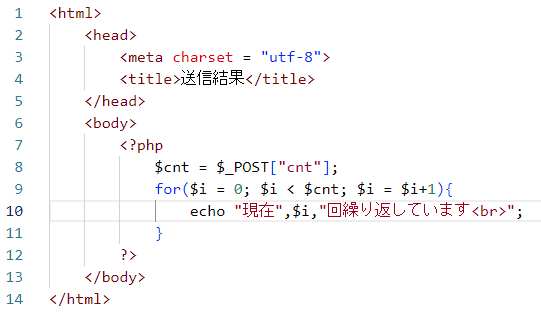 1 <html>
2 <head>
3 <meta charset = "utf-8">
4 <title>送信結果</title>
5 </head>
6 <body>
7 <?php
8 $cnt = $_POST["cnt"];
9 for($i = 0; $i < $cnt; $i = $i+1){
10 echo "現在",$i,"回繰り返しています<br>";
11 }
12 ?>
13 </body>
14 </html>